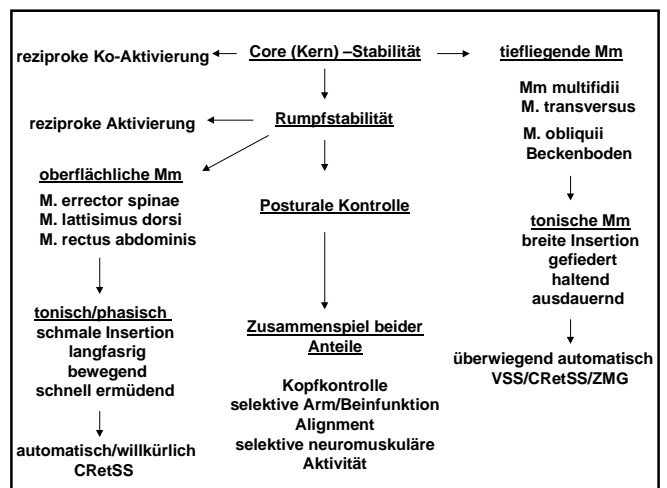 Core (Kern) –Stabilität
reziproke Ko-Aktivierung
tiefliegende Mm
Mm multifidii
M. transversus
M. obliquii
Beckenboden
Rumpfstabilität
reziproke Aktivierung
oberflächliche Mm
M. errector spinae
M. lattisimus dorsi
M. rectus abdominis
Posturale Kontrolle
tonische Mm
breite Insertion
gefiedert
haltend
ausdauernd
tonisch/phasisch
schmale Insertion
langfasrig
bewegend
schnell ermüdend
Zusammenspiel beider
Anteile
Kopfkontrolle
selektive Arm/Beinfunktion
Alignment
selektive neuromuskuläre
Aktivität
überwiegend automatisch
VSS/CRetSS/ZMG
automatisch/willkürlich
CRetSS